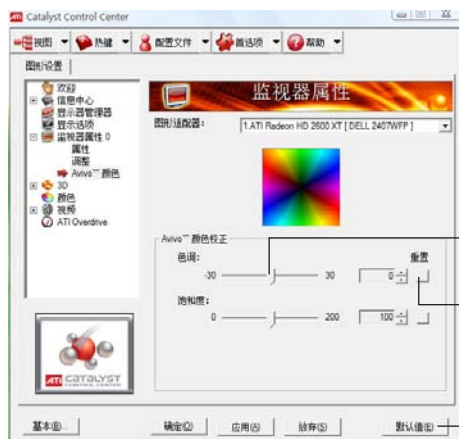 Catalyst Control Center
视图 热键 配置文件 首选项 帮助
图形设置
欢迎
信息中心
显示器管理器
显示选项
监视器属性 0
属性
调整
Avivo™ 颜色
3D
颜色
视频
ATI Overdrive
监视器属性
图形适配器:
1.ATI Radeon HD 2600 XT [ DELL 2407WFP ]
Avivo™ 颜色校正
色调: 重置
-30 30 0
饱和度:
0 200 100
ATI CATALYST
CONTROL CENTER
基本(B)... 确定(O) 应用(A) 放弃(S) 默认值(E)